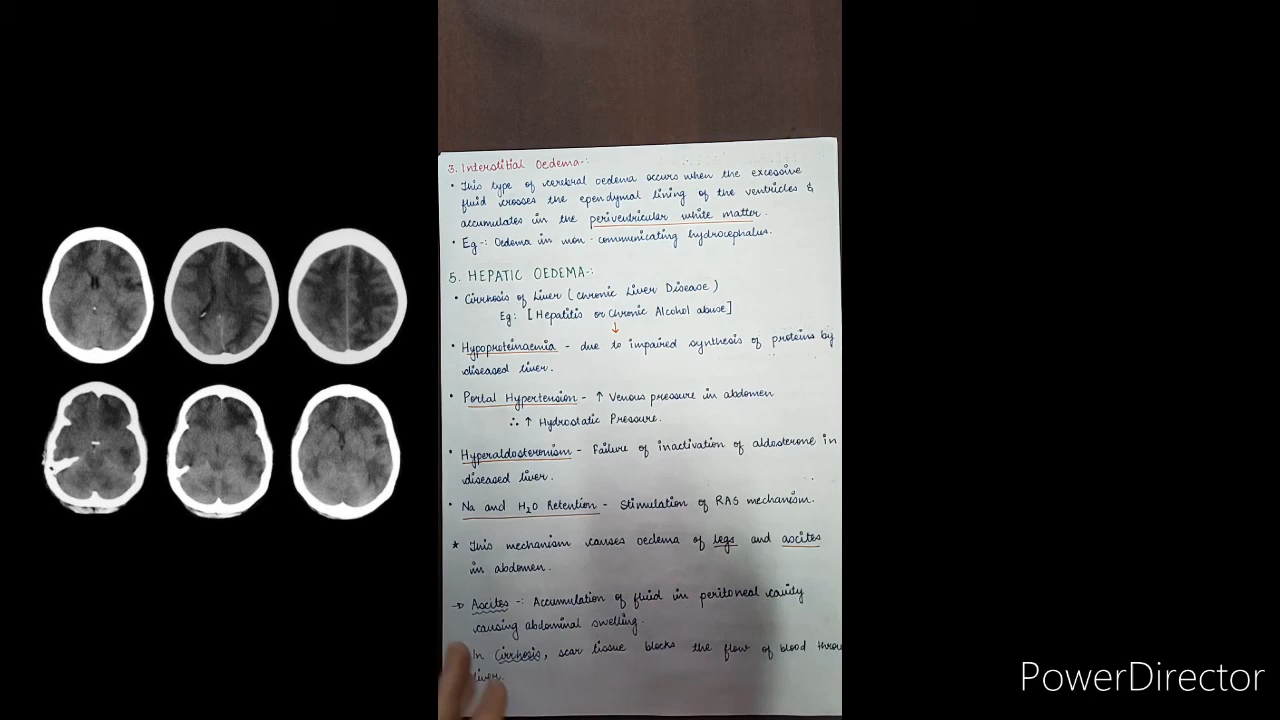 3. Interstitial Oedema-:
• This type of cerebral oedema occurs when the excessive
fluid crosses the ependymal lining of the ventricles &
accumulates in the periventricular white matter.
• Eg-: Oedema in non-communicating hydrocephalus.
5. HEPATIC OEDEMA-:
• Cirrhosis of Liver (Chronic Liver Disease)
Eg: [Hepatitis or Chronic Alcohol abuse]
↓
• Hypoproteinaemia - due to impaired synthesis of proteins by
diseased liver.
• Portal Hypertension - ↑ Venous pressure in abdomen
∴ ↑ Hydrostatic Pressure.
• Hyperaldosteronism - Failure of inactivation of aldosterone in
diseased liver.
• Na and H2O Retention - Stimulation of RAS mechanism.
* This mechanism causes oedema of legs and ascites
in abdomen.
→ Ascites -: Accumulation of fluid in peritoneal cavity
causing abdominal swelling.
In Cirrhosis, scar tissue blocks the flow of blood throu
liver.
PowerDirector